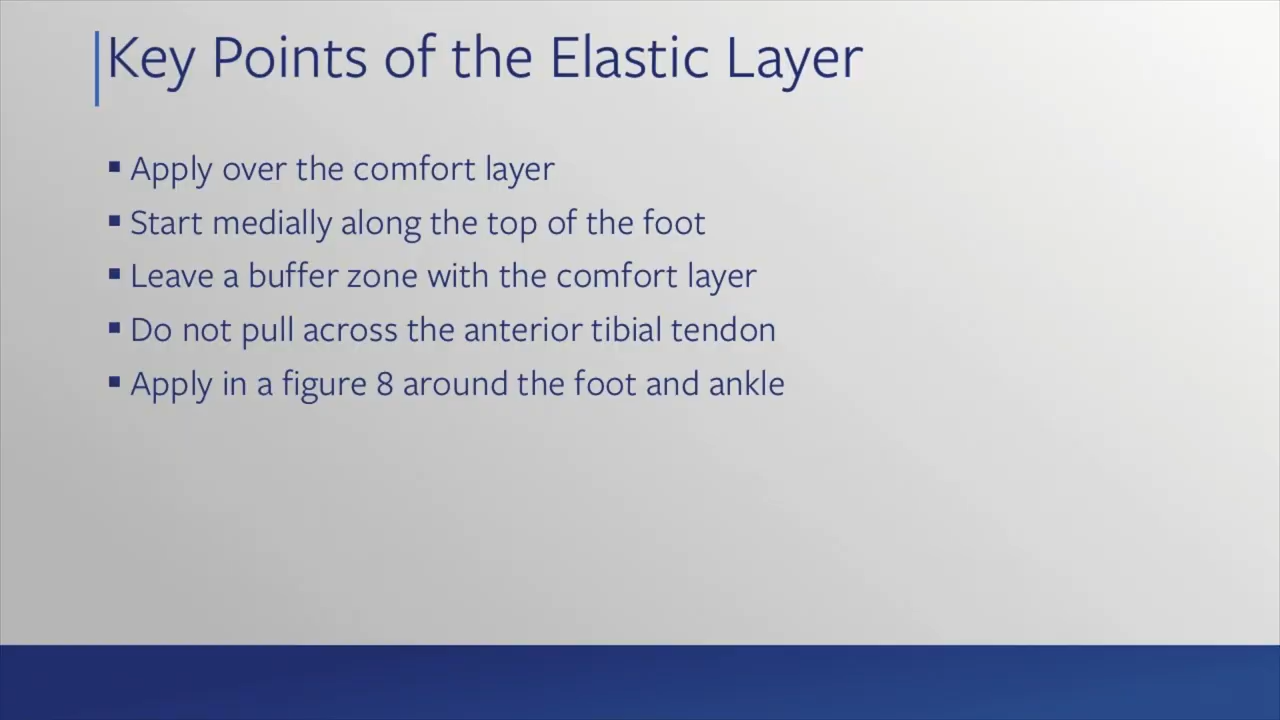 Key Points of the Elastic Layer
▪ Apply over the comfort layer
▪ Start medially along the top of the foot
▪ Leave a buffer zone with the comfort layer
▪ Do not pull across the anterior tibial tendon
▪ Apply in a figure 8 around the foot and ankle